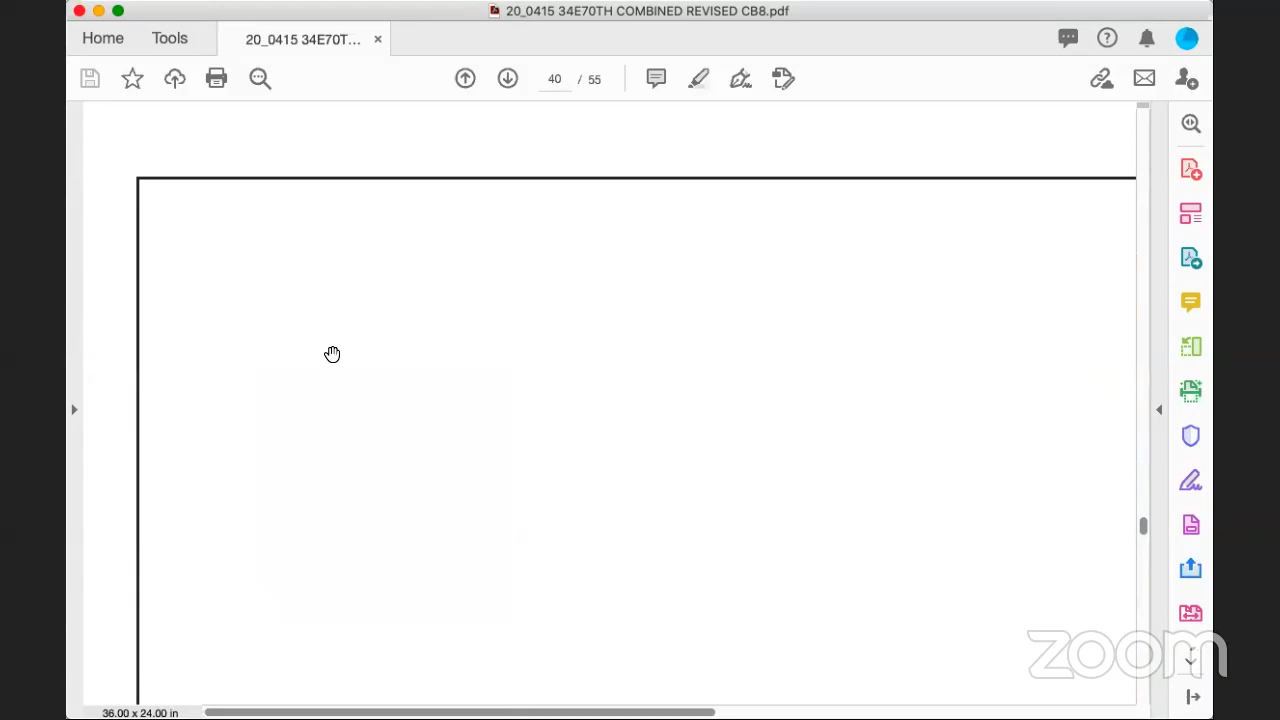 20_0415 34E70TH COMBINED REVISED CB8.pdf
Home
Tools
20_0415 34E70T... ×
40 / 55
36.00 x 24.00 in
zoom